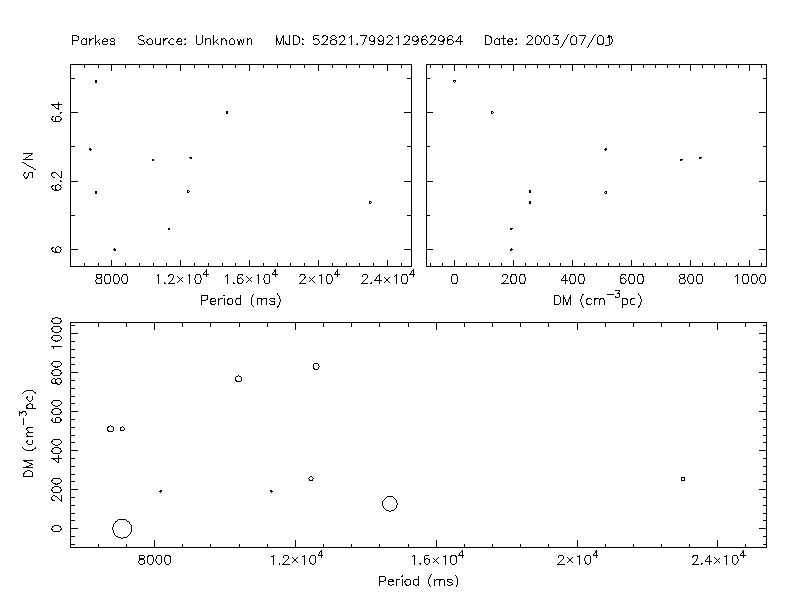 Parkes Source: Unknown MJD: 52821.799212962964 Date: 2003/07/01
S/N
6.4
6.2
6
8000 1.2×10⁴ 1.6×10⁴ 2×10⁴ 2.4×10⁴
Period (ms)
0 200 400 600 800 1000
DM (cm⁻³pc)
DM (cm⁻³pc)
1000
800
600
400
200
0
8000 1.2×10⁴ 1.6×10⁴ 2×10⁴ 2.4×10⁴
Period (ms)